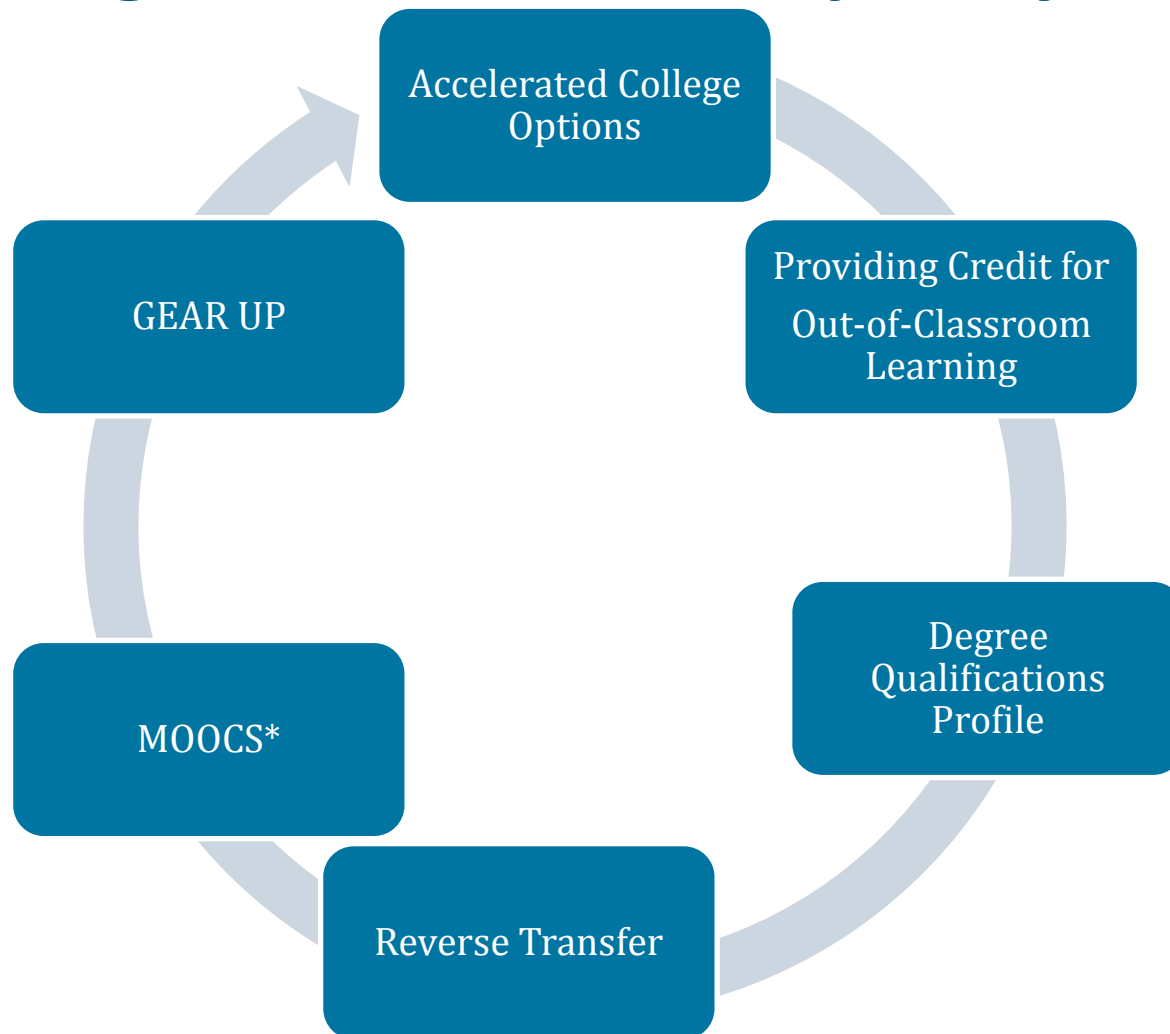 Accelerated College
Options
Providing Credit for
Out-of-Classroom
Learning
Degree
Qualifications
Profile
Reverse Transfer
MOOCS*
GEAR UP